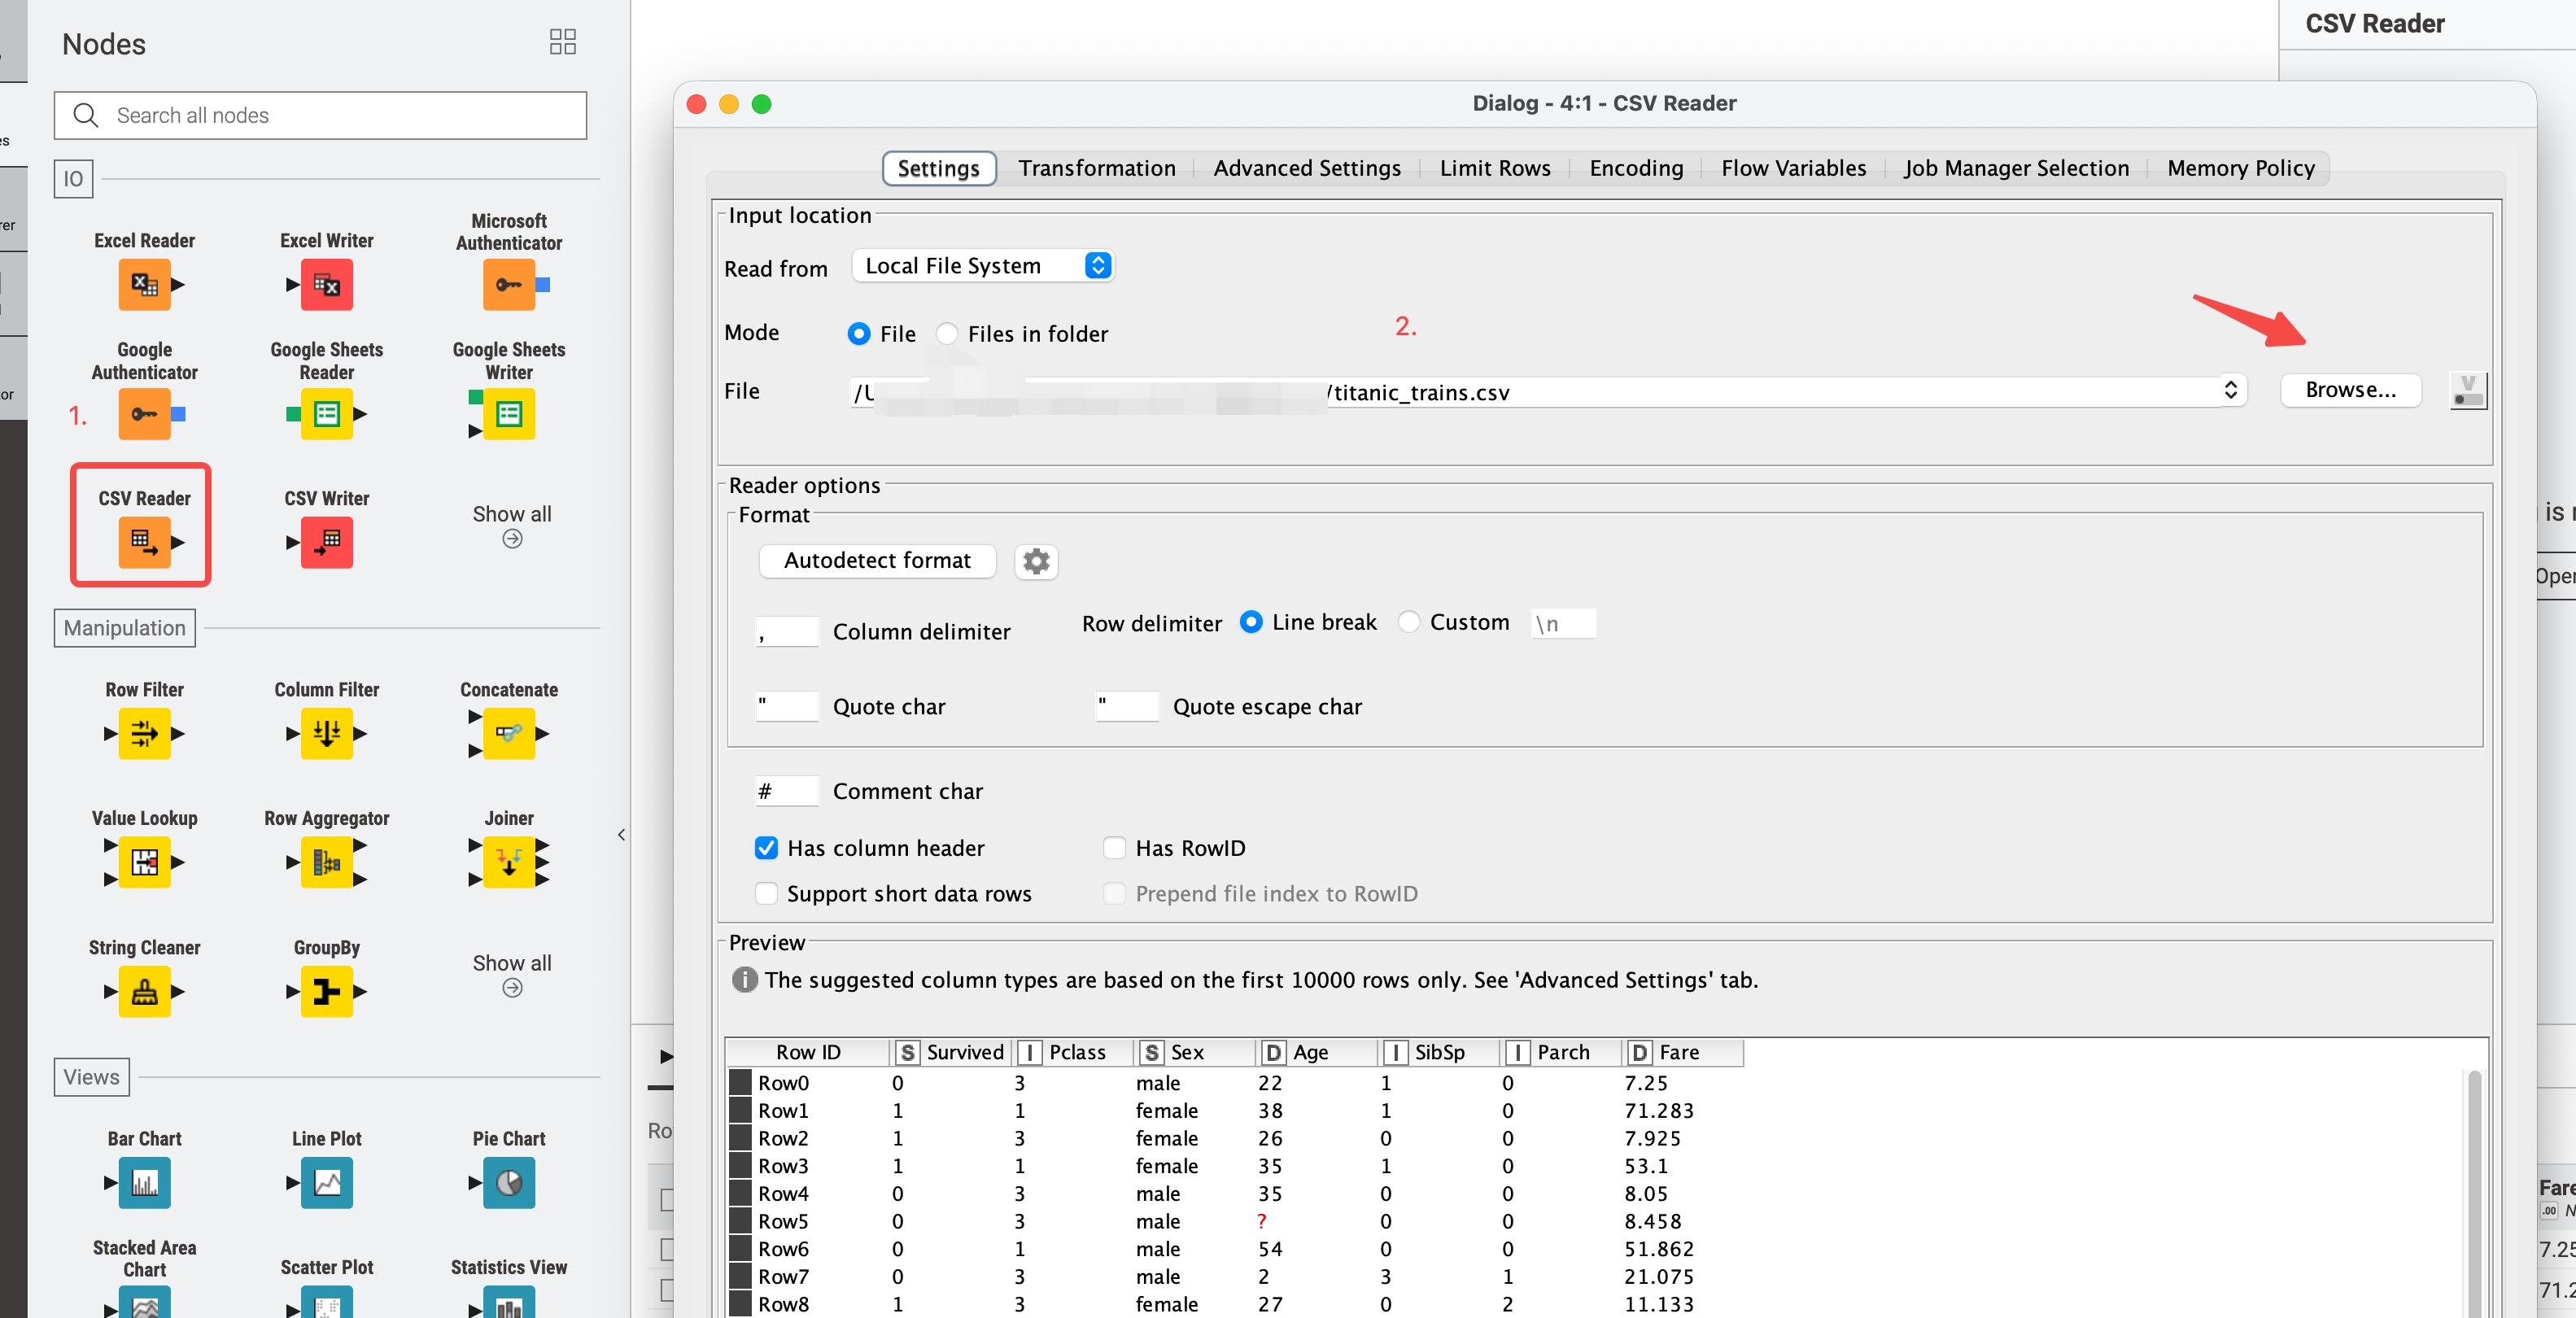 Nodes
Search all nodes
IO
Excel Reader
Excel Writer
Microsoft
Authenticator
Google
Authenticator
Google Sheets
Reader
Google Sheets
Writer
1.
CSV Reader
CSV Writer
Show all
Manipulation
Row Filter
Column Filter
Concatenate
Value Lookup
Row Aggregator
Joiner
String Cleaner
GroupBy
Show all
Views
Bar Chart
Line Plot
Pie Chart
Stacked Area
Chart
Scatter Plot
Statistics View
CSV Reader
Dialog - 4:1 - CSV Reader
Settings Transformation Advanced Settings Limit Rows Encoding Flow Variables Job Manager Selection Memory Policy
Input location
Read from Local File System
Mode File Files in folder
2.
File /U /titanic_trains.csv Browse... V
Reader options
Format
Autodetect format
, Column delimiter Row delimiter Line break Custom \n
" Quote char " Quote escape char
# Comment char
Has column header Has RowID
Support short data rows Prepend file index to RowID
Preview
i The suggested column types are based on the first 10000 rows only. See 'Advanced Settings' tab.
Row ID S Survived I Pclass S Sex D Age I SibSp I Parch D Fare
Row0 0 3 male 22 1 0 7.25
Row1 1 1 female 38 1 0 71.283
Row2 1 3 female 26 0 0 7.925
Row3 1 1 female 35 1 0 53.1
Row4 0 3 male 35 0 0 8.05
Row5 0 3 male ? 0 0 8.458
Row6 0 1 male 54 0 0 51.862
Row7 0 3 male 2 3 1 21.075
Row8 1 3 female 27 0 2 11.133
is